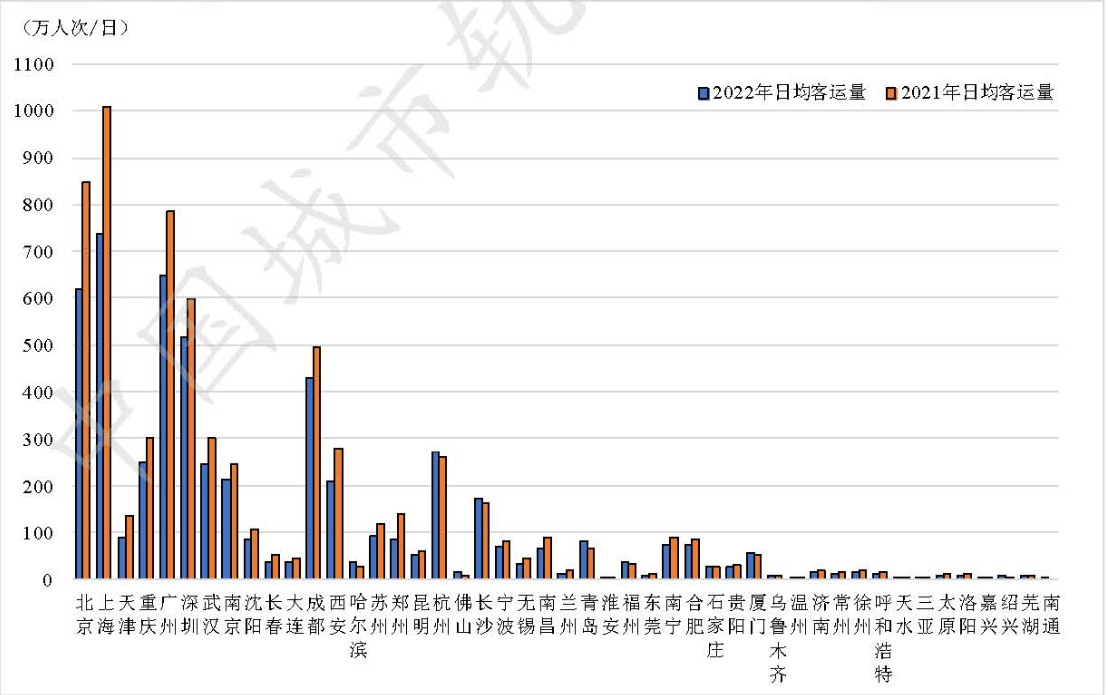 （万人次/日）
1100
1000
900
800
700
600
500
400
300
200
100
0
2022年日均客运量
2021年日均客运量
北京
上海
天津
重庆
广州
深圳
武汉
南京
沈阳
长春
大连
成都
西安
哈尔滨
苏州
郑州
昆明
杭州
佛山
长沙
宁波
无锡
南昌
兰州
青岛
淮安
福州
东莞
南宁
合肥
石家庄
贵阳
厦门
乌鲁木齐
温州
济南
常州
徐州
呼和浩特
天水
三亚
太原
洛阳
嘉兴
绍兴
芜湖
南通
中国城市轨